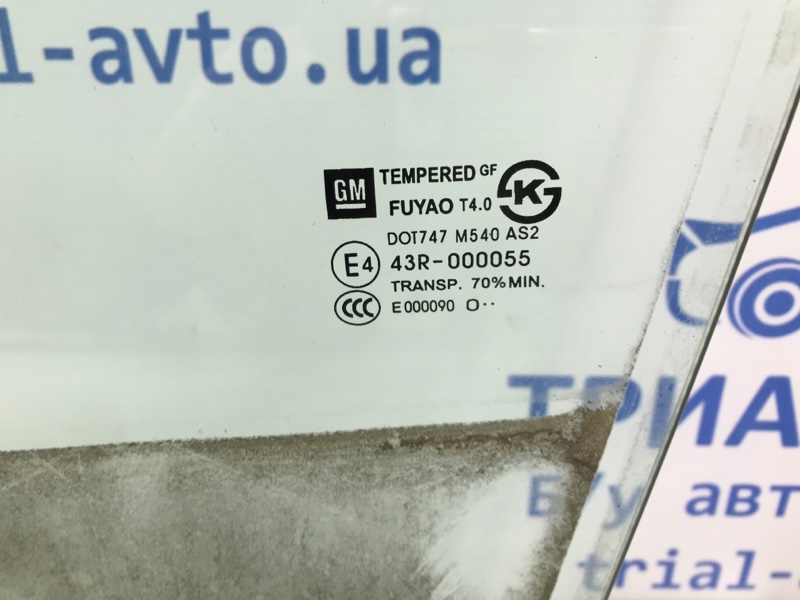 l-avto.ua
GM TEMPERED GF
FUYAO T4.0
DOT747 M540 AS2
E4 43R-000055
TRANSP. 70%MIN.
CCC E000090 O··
K
ТРИА
Б/у авт
trial-